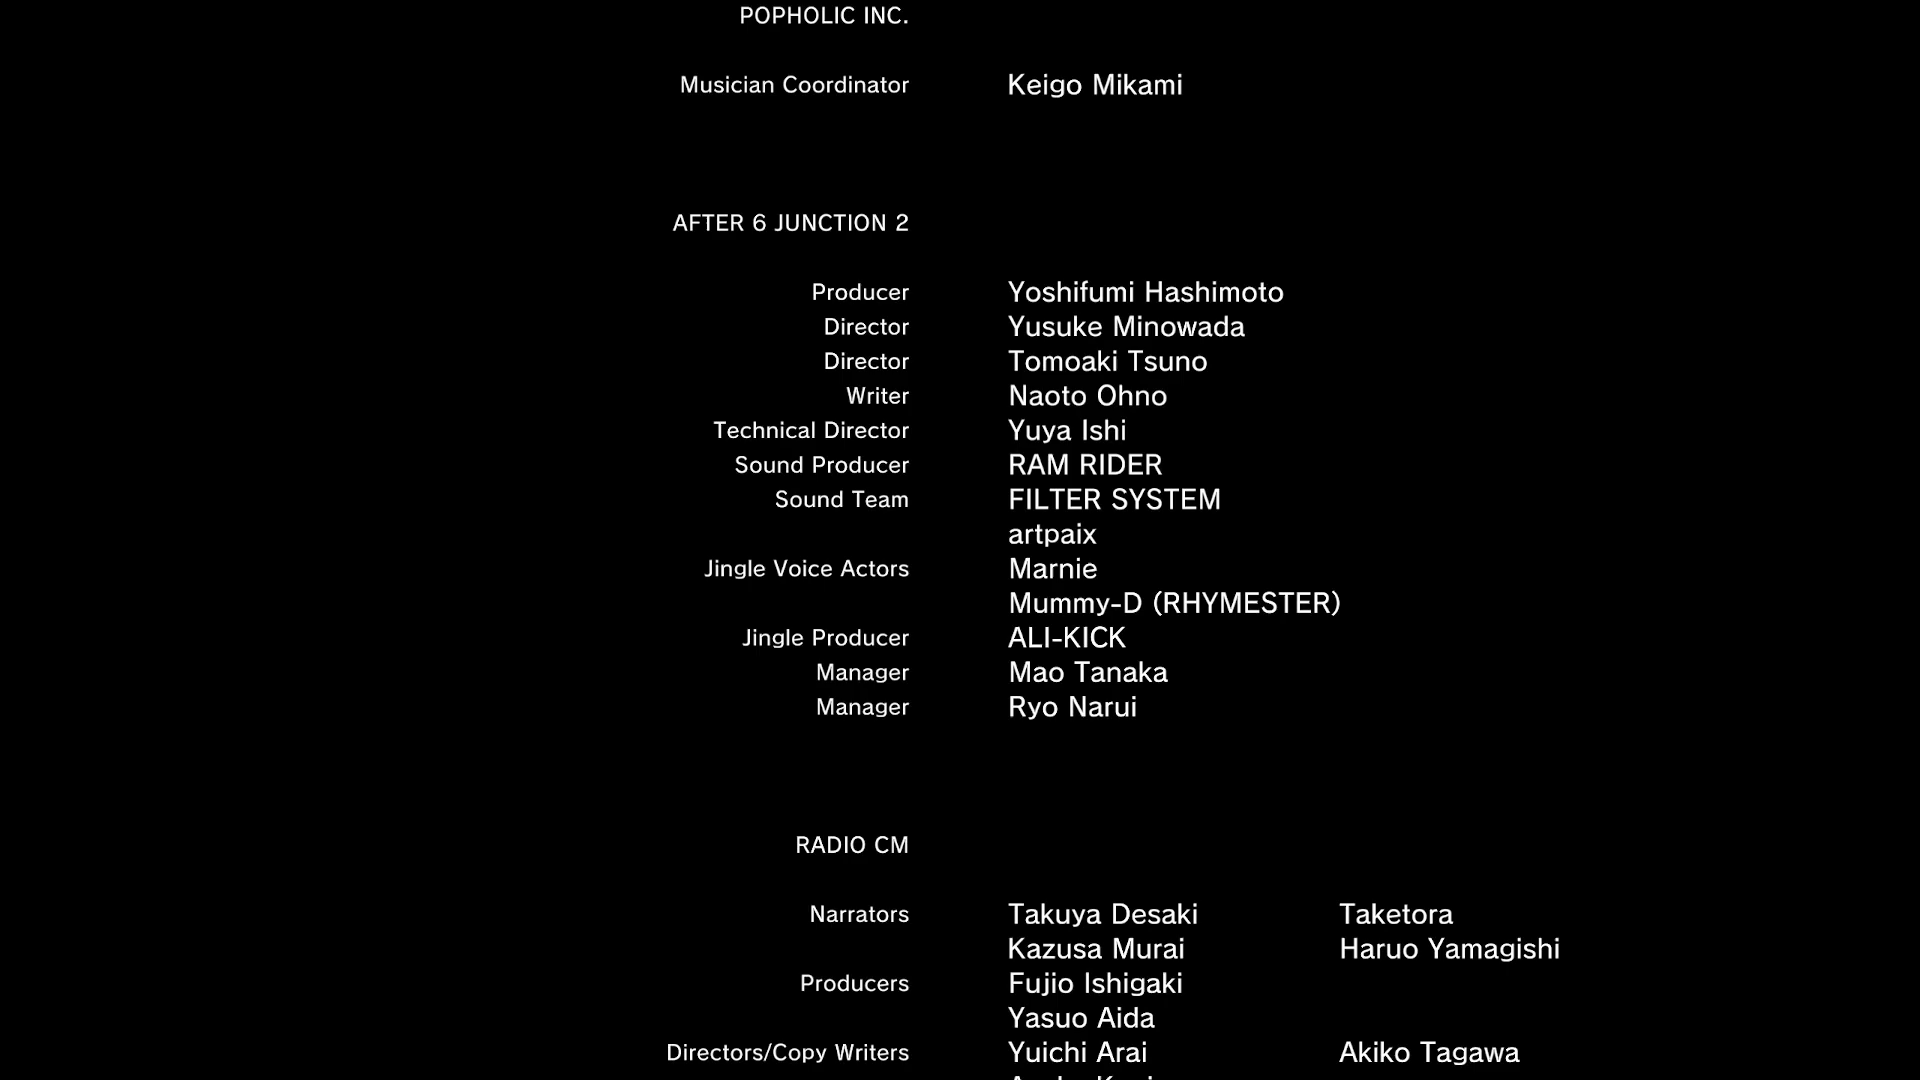 POPHOLIC INC.
Musician Coordinator Keigo Mikami
AFTER 6 JUNCTION 2
Producer Yoshifumi Hashimoto
Director Yusuke Minowada
Director Tomoaki Tsuno
Writer Naoto Ohno
Technical Director Yuya Ishi
Sound Producer RAM RIDER
Sound Team FILTER SYSTEM
artpaix
Jingle Voice Actors Marnie
Mummy-D (RHYMESTER)
Jingle Producer ALI-KICK
Manager Mao Tanaka
Manager Ryo Narui
RADIO CM
Narrators Takuya Desaki Taketora
Kazusa Murai Haruo Yamagishi
Producers Fujio Ishigaki
Yasuo Aida
Directors/Copy Writers Yuichi Arai Akiko Tagawa